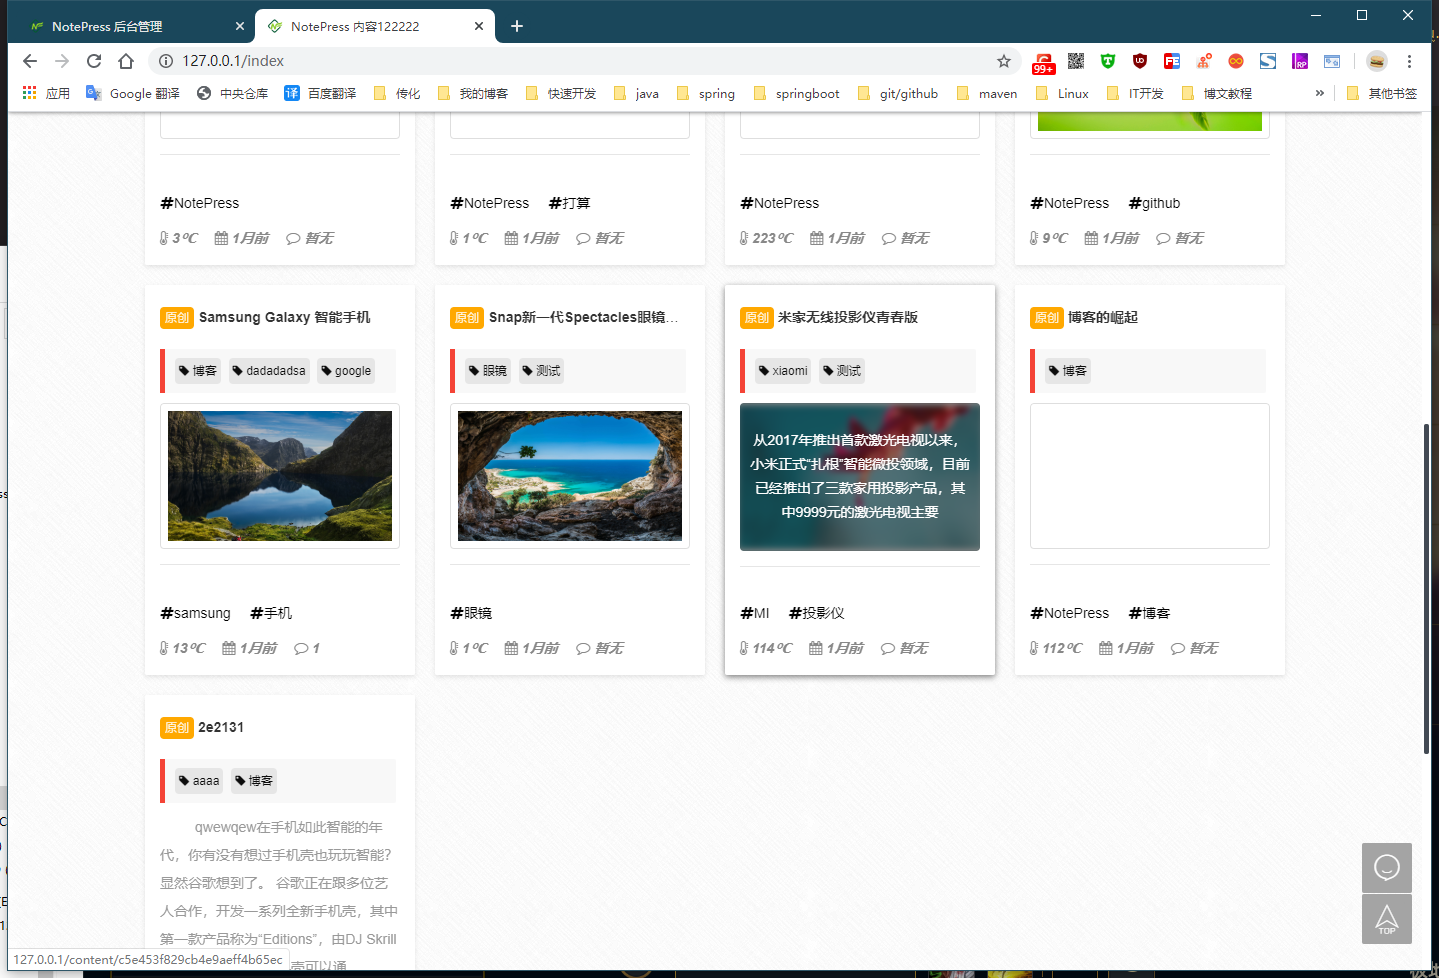 NotePress 后台管理
NotePress 内容122222
127.0.0.1/index
99+
应用
Google 翻译
中央仓库
译 百度翻译
传化
我的博客
快速开发
java
spring
springboot
git/github
maven
Linux
IT开发
博文教程
»
其他书签
#NotePress
3℃ 1月前 暂无
#NotePress #打算
1℃ 1月前 暂无
#NotePress
223℃ 1月前 暂无
#NotePress #github
9℃ 1月前 暂无
原创 Samsung Galaxy 智能手机
博客 dadadadsa google
#samsung #手机
13℃ 1月前 1
原创 Snap新一代Spectacles眼镜...
眼镜 测试
#眼镜
1℃ 1月前 暂无
原创 米家无线投影仪青春版
xiaomi 测试
从2017年推出首款激光电视以来，
小米正式“扎根”智能微投领域，目前
已经推出了三款家用投影产品，其
中9999元的激光电视主要
#MI #投影仪
114℃ 1月前 暂无
原创 博客的崛起
博客
#NotePress #博客
112℃ 1月前 暂无
原创 2e2131
aaaa 博客
qwewqew在手机如此智能的年
代，你有没有想过手机壳也玩玩智能？
显然谷歌想到了。 谷歌正在跟多位艺
人合作，开发一系列全新手机壳，其中
第一款产品称为“Editions”，由DJ Skrill
壳可以通
TOP
127.0.0.1/content/c5e453f829cb4e9aeff4b65ec